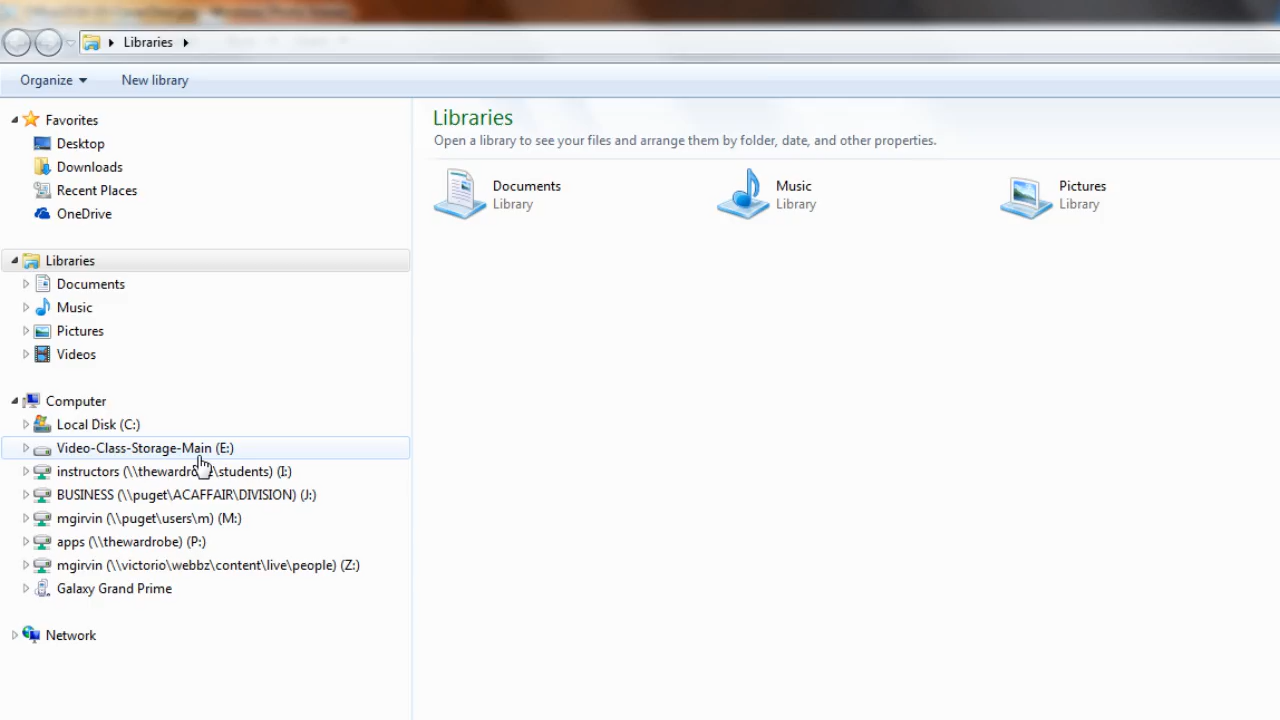 Libraries
Organize
New library
Favorites
Desktop
Downloads
Recent Places
OneDrive
Libraries
Documents
Music
Pictures
Videos
Computer
Local Disk (C:)
Video-Class-Storage-Main (E:)
instructors (\\thewardro\students) (I:)
BUSINESS (\\puget\ACAFFAIR\DIVISION) (J:)
mgirvin (\\puget\users\m) (M:)
apps (\\thewardrobe) (P:)
mgirvin (\\victorio\webbz\content\live\people) (Z:)
Galaxy Grand Prime
Network
Libraries
Open a library to see your files and arrange them by folder, date, and other properties.
Documents
Library
Music
Library
Pictures
Library